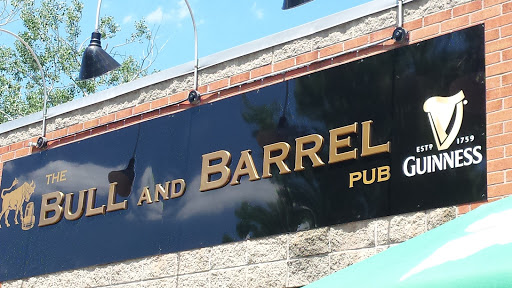 THE
BULL AND BARREL
PUB
ESTD 1759
GUINNESS